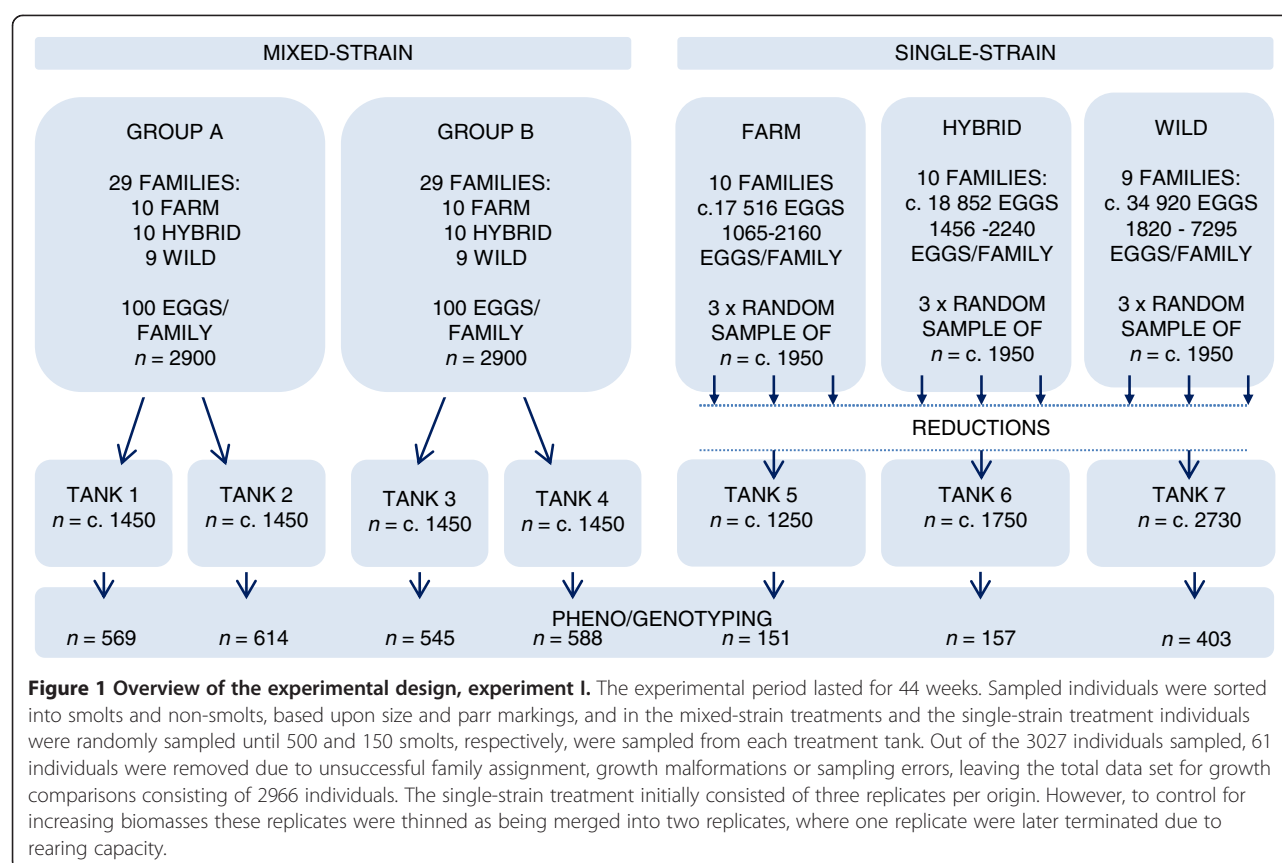 MIXED-STRAIN
SINGLE-STRAIN
GROUP A
29 FAMILIES:
10 FARM
10 HYBRID
9 WILD
100 EGGS/
FAMILY
n = 2900
GROUP B
29 FAMILIES:
10 FARM
10 HYBRID
9 WILD
100 EGGS/
FAMILY
n = 2900
FARM
10 FAMILIES
c.17 516 EGGS
1065-2160
EGGS/FAMILY
3 x RANDOM
SAMPLE OF
n = c. 1950
HYBRID
10 FAMILIES:
c. 18 852 EGGS
1456 -2240
EGGS/FAMILY
3 x RANDOM
SAMPLE OF
n = c. 1950
WILD
9 FAMILIES:
c. 34 920 EGGS
1820 - 7295
EGGS/FAMILY
3 x RANDOM
SAMPLE OF
n = c. 1950
REDUCTIONS
TANK 1
n = c. 1450
TANK 2
n = c. 1450
TANK 3
n = c. 1450
TANK 4
n = c. 1450
TANK 5
n = c. 1250
TANK 6
n = c. 1750
TANK 7
n = c. 2730
PHENO/GENOTYPING
n = 569
n = 614
n = 545
n = 588
n = 151
n = 157
n = 403
Figure 1 Overview of the experimental design, experiment I. The experimental period lasted for 44 weeks. Sampled individuals were sorted
into smolts and non-smolts, based upon size and parr markings, and in the mixed-strain treatments and the single-strain treatment individuals
were randomly sampled until 500 and 150 smolts, respectively, were sampled from each treatment tank. Out of the 3027 individuals sampled, 61
individuals were removed due to unsuccessful family assignment, growth malformations or sampling errors, leaving the total data set for growth
comparisons consisting of 2966 individuals. The single-strain treatment initially consisted of three replicates per origin. However, to control for
increasing biomasses these replicates were thinned as being merged into two replicates, where one replicate were later terminated due to
rearing capacity.